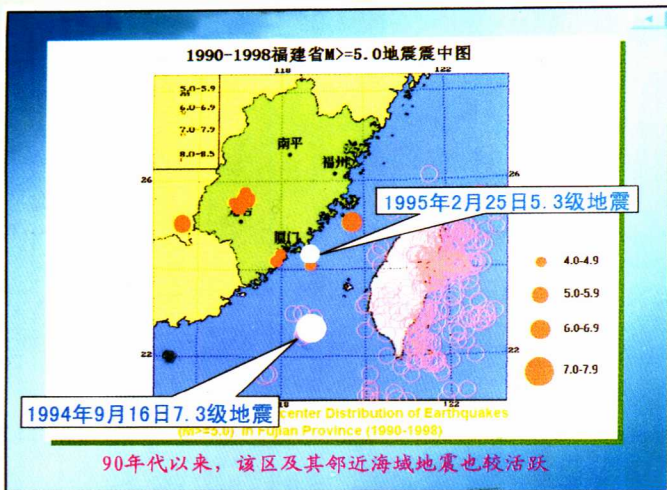 1990-1998福建省M>=5.0地震震中图
118
122
M
5.0-5.9
6.0-6.9
7.0-7.9
8.0-8.5
南平
福州
26
26
1995年2月25日5.3级地震
厦门
4.0-4.9
5.0-5.9
6.0-6.9
7.0-7.9
22
22
1994年9月16日7.3级地震
118
122
center Distribution of Earthquakes
(M>=5.0) in Fujian Province (1990-1998)
90年代以来，该区及其邻近海域地震也较活跃